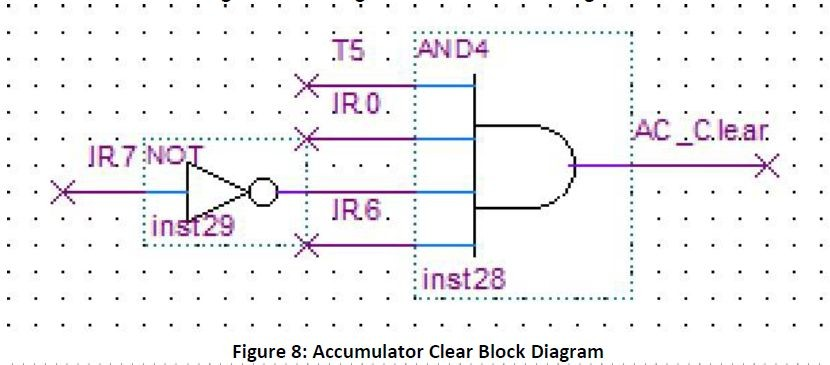 T5
AND4
IR.0
AC_Clear
IR.7
NOT
IR.6
inst29
inst28
Figure 8: Accumulator Clear Block Diagram